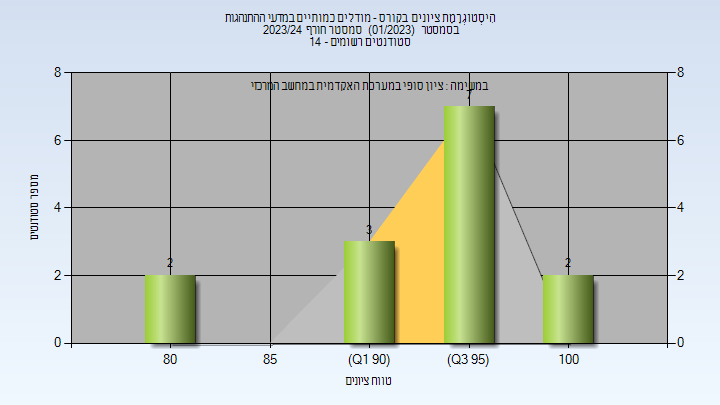 הִיסְטוֹגְרָמַת ציונים בקורס - מודלים כמותיים במדעי ההתנהגות
בסמסטר (01/2023) סמסטר חורף 2023/24
סטודנטים רשומים - 14
במשימה : ציון סופי במערכת האקדמית במחשב המרכזי
מספר סטודנטים
8 8
6 6
4 4
2 2
0 0
2 3 7 2
80 85 (Q1 90) (Q3 95) 100
טווח ציונים